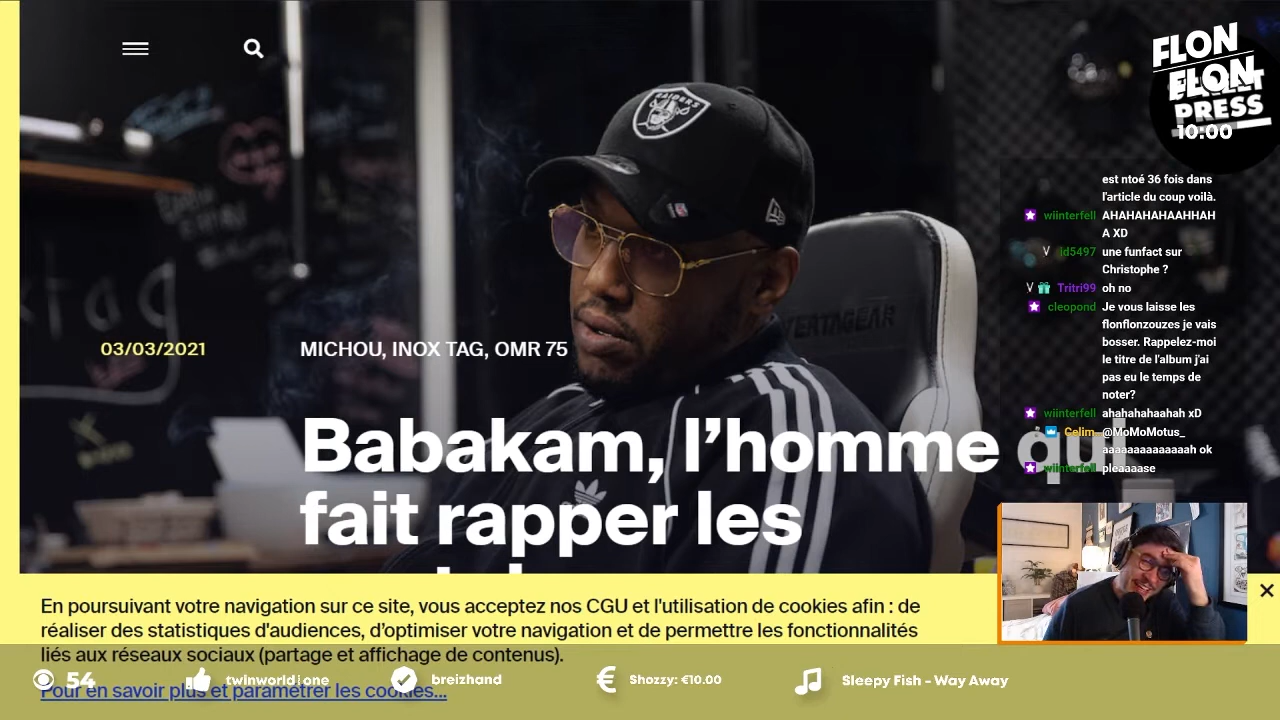 FLON
FLON
PRESS
10:00
RAIDERS
VERTAGEAR
03/03/2021
MICHOU, INOX TAG, OMR 75
Babakam, l’homme qui
fait rapper les
est ntoé 36 fois dans
l'article du coup voilà.
wiinterfell AHAHAHAHAAHHAH
A XD
jd5497 une funfact sur
Christophe ?
Tritri99 oh no
cleopond Je vous laisse les
flonflonzouzes je vais
bosser. Rappelez-moi
le titre de l'album j'ai
pas eu le temps de
noter?
wiinterfell ahahahahaahah xD
Celim_ @MoMoMotus_
aaaaaaaaaaaaaah ok
wiinterfell pleaaaase
En poursuivant votre navigation sur ce site, vous acceptez nos CGU et l'utilisation de cookies afin : de
réaliser des statistiques d'audiences, d’optimiser votre navigation et de permettre les fonctionnalités
liés aux réseaux sociaux (partage et affichage de contenus).
Pour en savoir plus et paramétrer les cookies...
54
twinworld1one
breizhand
Shozzy: €10.00
Sleepy Fish - Way Away